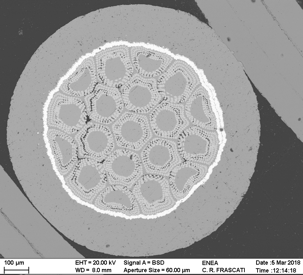 100 µm
EHT = 20.00 kV
Signal A = BSD
ENEA
Date :5 Mar 2018
WD = 8.0 mm
Aperture Size = 60.00 µm
C. R. FRASCATI
Time :12:14:18